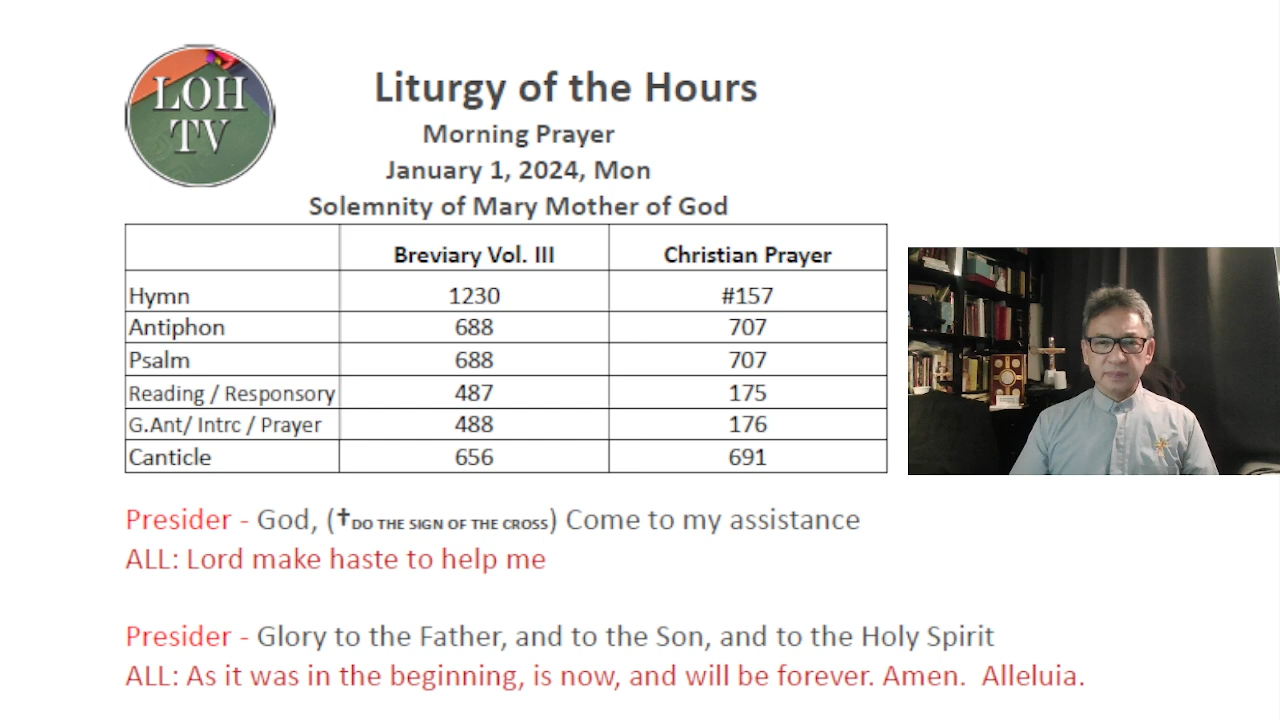 LOH
TV
Liturgy of the Hours
Morning Prayer
January 1, 2024, Mon
Solemnity of Mary Mother of God
Breviary Vol. III Christian Prayer
Hymn 1230 #157
Antiphon 688 707
Psalm 688 707
Reading / Responsory 487 175
G.Ant/ Intrc / Prayer 488 176
Canticle 656 691
Presider - God, (✝DO THE SIGN OF THE CROSS) Come to my assistance
ALL: Lord make haste to help me
Presider - Glory to the Father, and to the Son, and to the Holy Spirit
ALL: As it was in the beginning, is now, and will be forever. Amen. Alleluia.